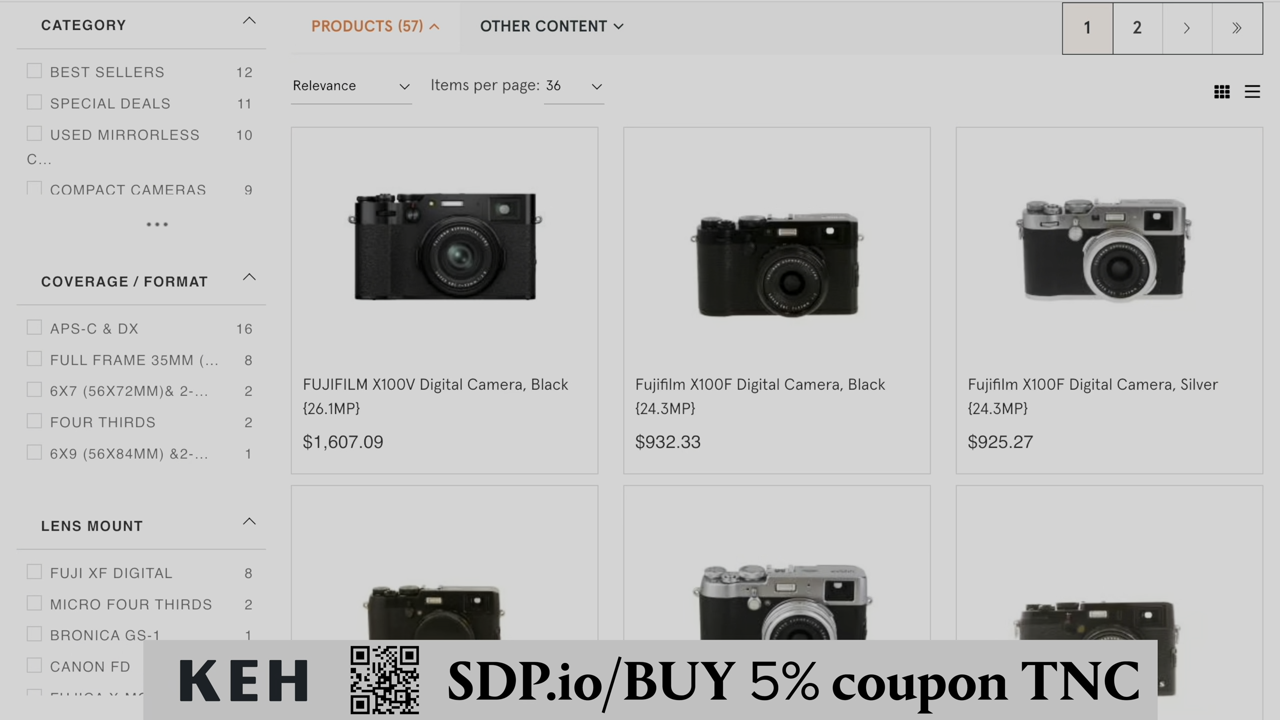 CATEGORY
BEST SELLERS 12
SPECIAL DEALS 11
USED MIRRORLESS 10
C...
COMPACT CAMERAS 9
•••
COVERAGE / FORMAT
APS-C & DX 16
FULL FRAME 35MM (... 8
6X7 (56X72MM)& 2-... 2
FOUR THIRDS 2
6X9 (56X84MM) &2-... 1
LENS MOUNT
FUJI XF DIGITAL 8
MICRO FOUR THIRDS 2
BRONICA GS-1 1
CANON FD
PRODUCTS (57) OTHER CONTENT
1 2 › »
Relevance Items per page: 36
FUJIFILM X100V Digital Camera, Black
{26.1MP}
$1,607.09
Fujifilm X100F Digital Camera, Black
{24.3MP}
$932.33
Fujifilm X100F Digital Camera, Silver
{24.3MP}
$925.27
KEH SDP.io/BUY 5% coupon TNC